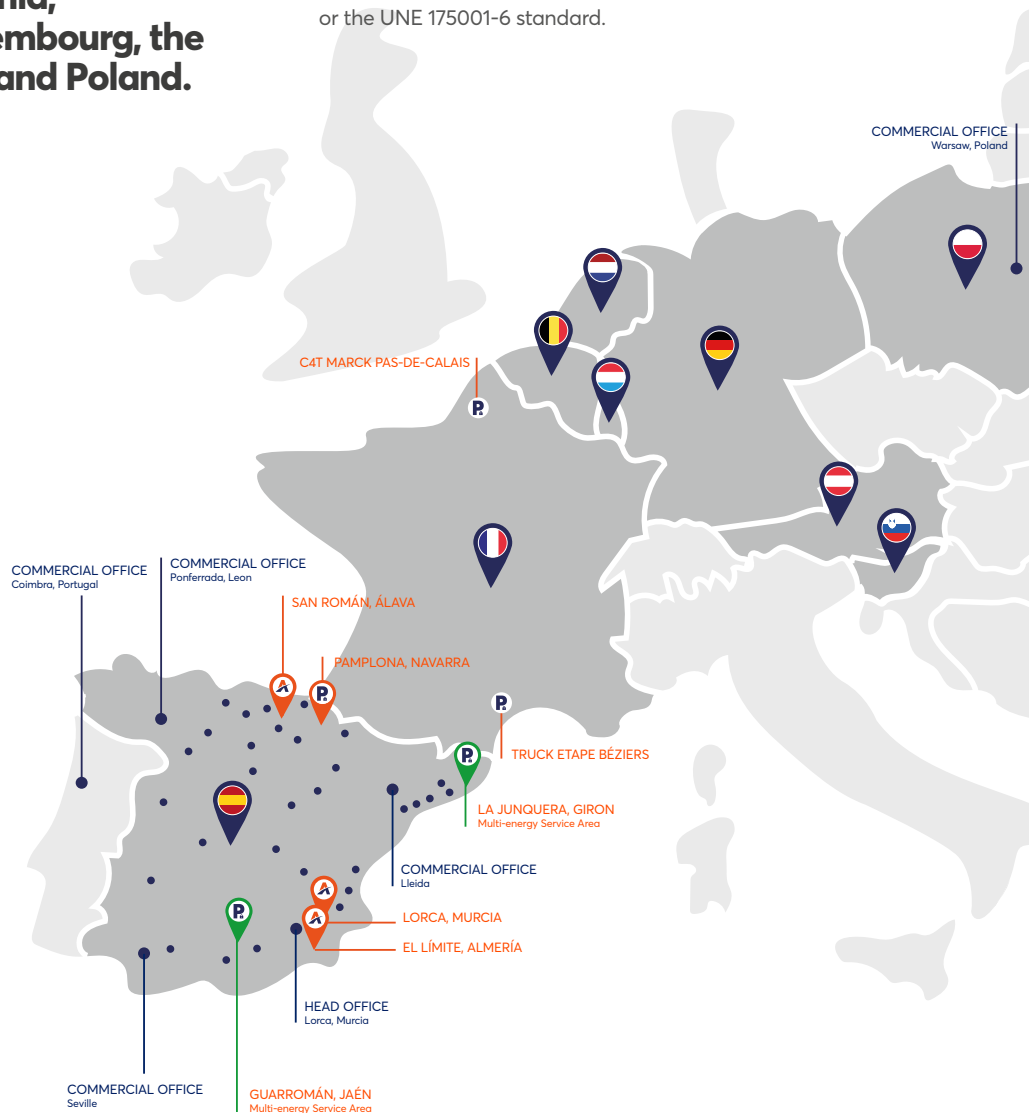 embourg, the
and Poland.
or the UNE 175001-6 standard.
COMMERCIAL OFFICE
Warsaw, Poland
C4T MARCK PAS-DE-CALAIS
P.
COMMERCIAL OFFICE
Coimbra, Portugal
COMMERCIAL OFFICE
Ponferrada, Leon
SAN ROMÁN, ÁLAVA
PAMPLONA, NAVARRA
A
P.
P.
TRUCK ETAPE BÉZIERS
P.
LA JUNQUERA, GIRON
Multi-energy Service Area
COMMERCIAL OFFICE
Lleida
A
LORCA, MURCIA
A
EL LÍMITE, ALMERÍA
P.
HEAD OFFICE
Lorca, Murcia
COMMERCIAL OFFICE
Seville
GUARROMÁN, JAÉN
Multi-energy Service Area